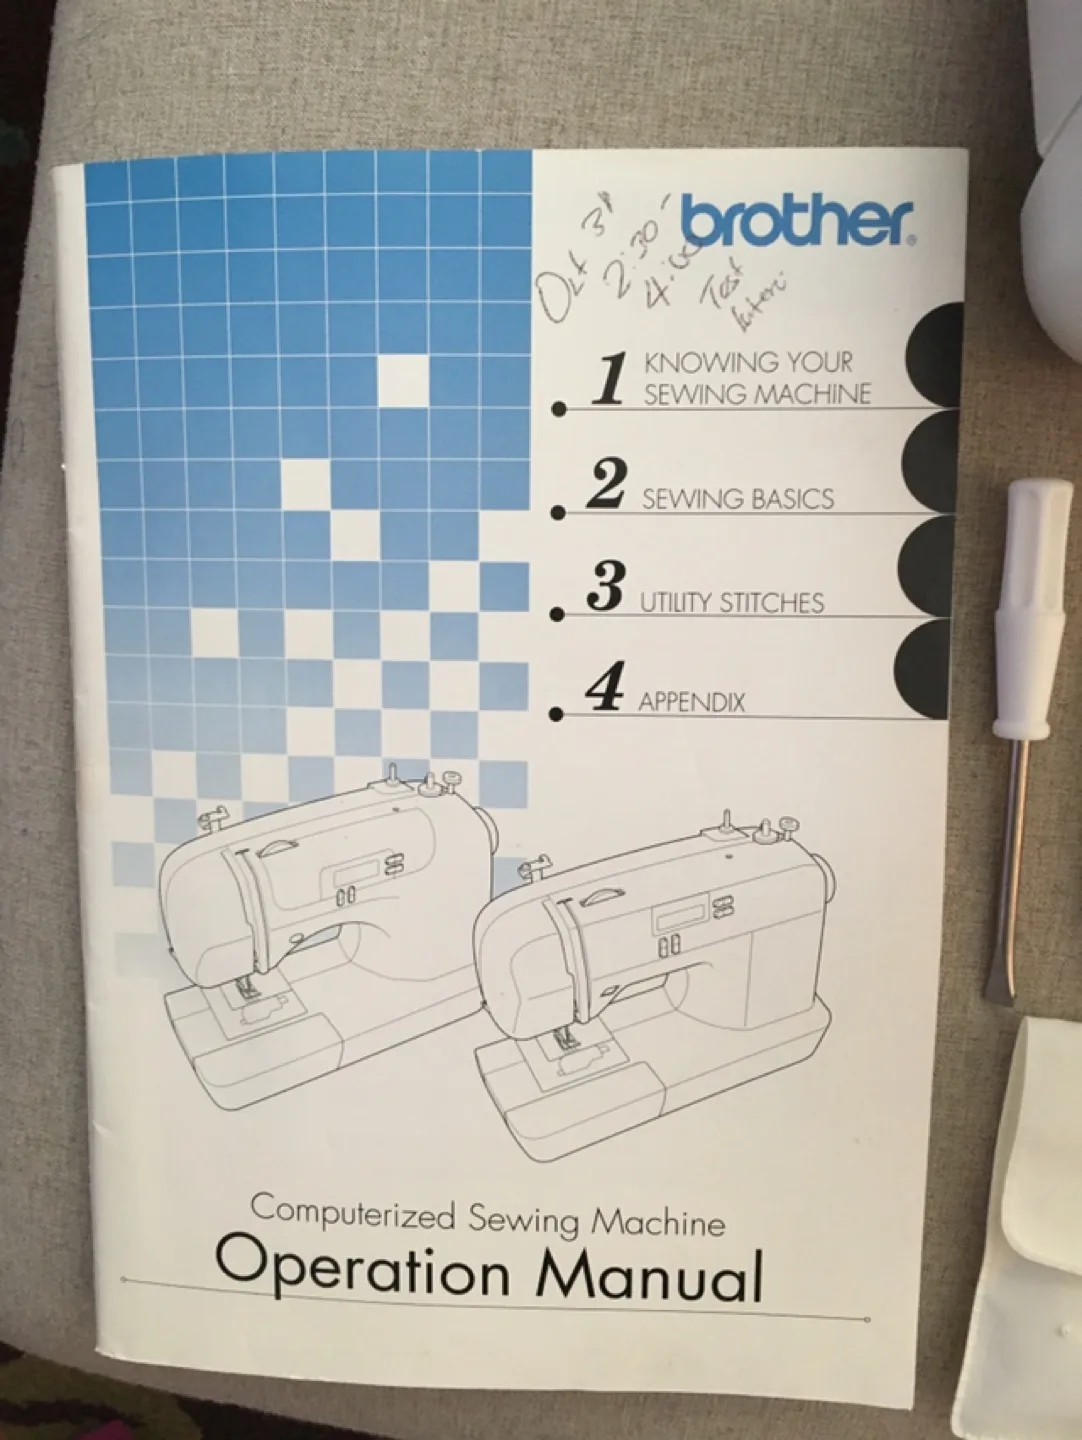 brother®
Oct 3rd
2:30 -
4:00
Test
1 KNOWING YOUR
SEWING MACHINE
2 SEWING BASICS
3 UTILITY STITCHES
4 APPENDIX
Computerized Sewing Machine
Operation Manual